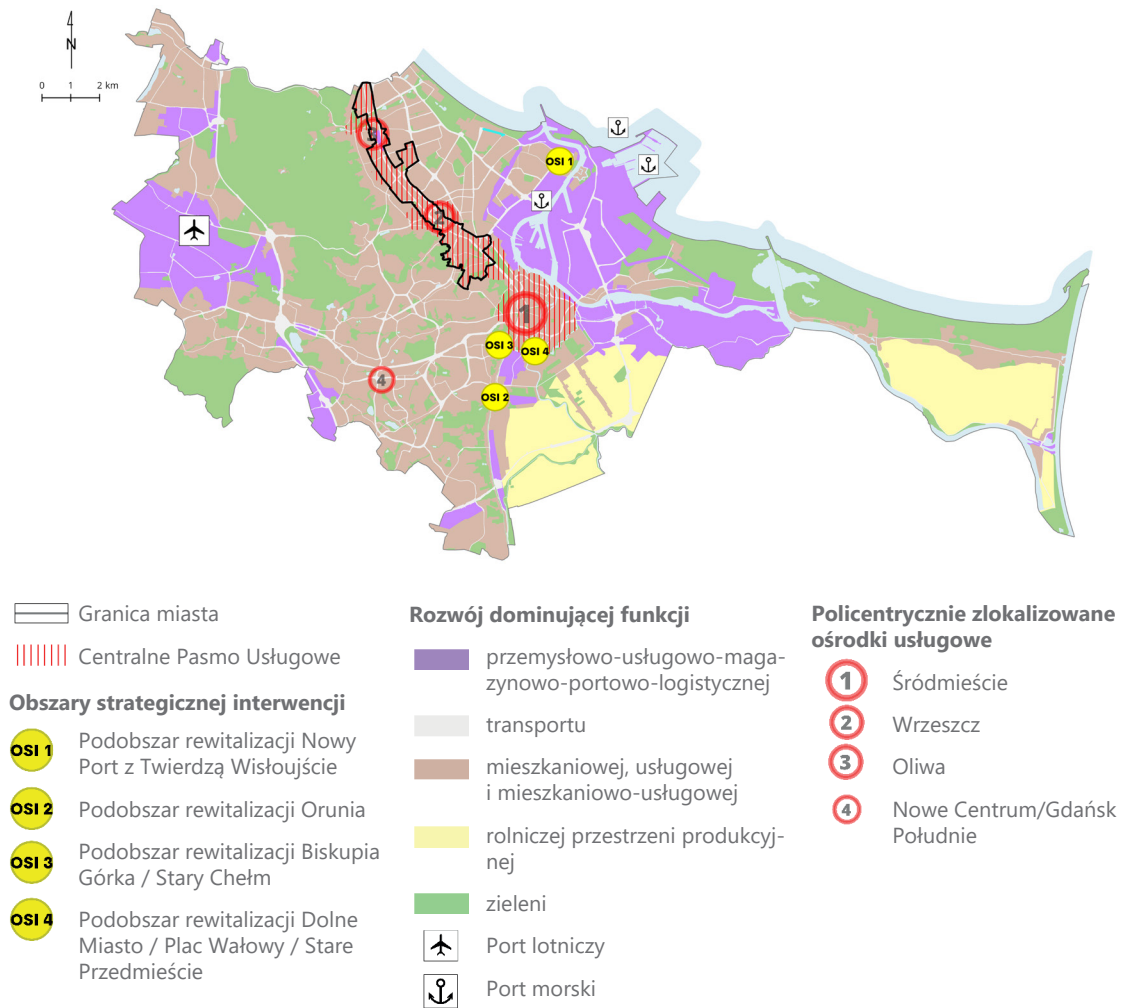 N
0 1 2 km
3
OSI 1
2
1
OSI 3
OSI 4
4
OSI 2
Granica miasta
Centralne Pasmo Usługowe
Obszary strategicznej interwencji
OSI 1
Podobszar rewitalizacji Nowy
Port z Twierdzą Wisłoujście
OSI 2
Podobszar rewitalizacji Orunia
OSI 3
Podobszar rewitalizacji Biskupia
Górka / Stary Chełm
OSI 4
Podobszar rewitalizacji Dolne
Miasto / Plac Wałowy / Stare
Przedmieście
Rozwój dominującej funkcji
przemysłowo-usługowo-maga-
zynowo-portowo-logistycznej
transportu
mieszkaniowej, usługowej
i mieszkaniowo-usługowej
rolniczej przestrzeni produkcyj-
nej
zieleni
Port lotniczy
Port morski
Policentrycznie zlokalizowane
ośrodki usługowe
1 Śródmieście
2 Wrzeszcz
3 Oliwa
4 Nowe Centrum/Gdańsk
Południe